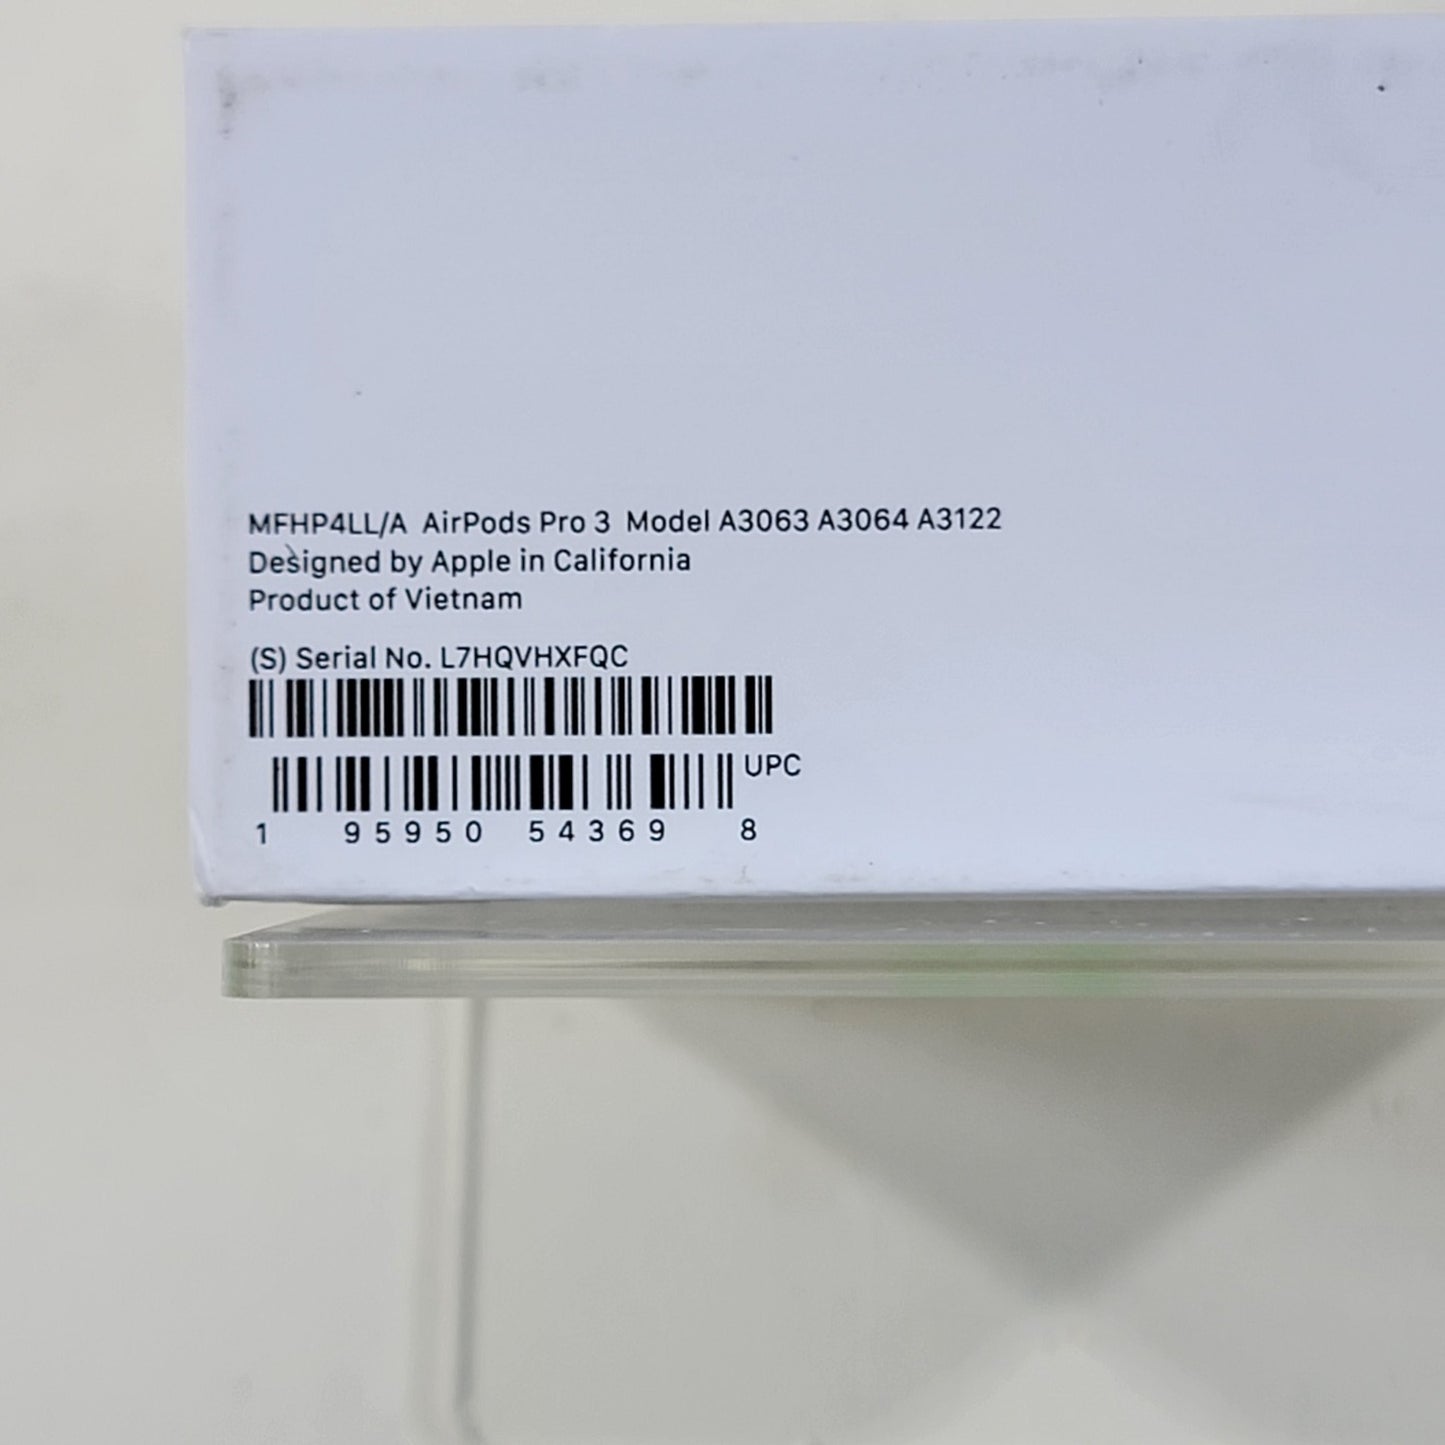 MFHP4LL/A AirPods Pro 3 Model A3063 A3064 A3122
Designed by Apple in California
Product of Vietnam
(S) Serial No. L7HQVHXFQC
UPC
1 95950 54369 8